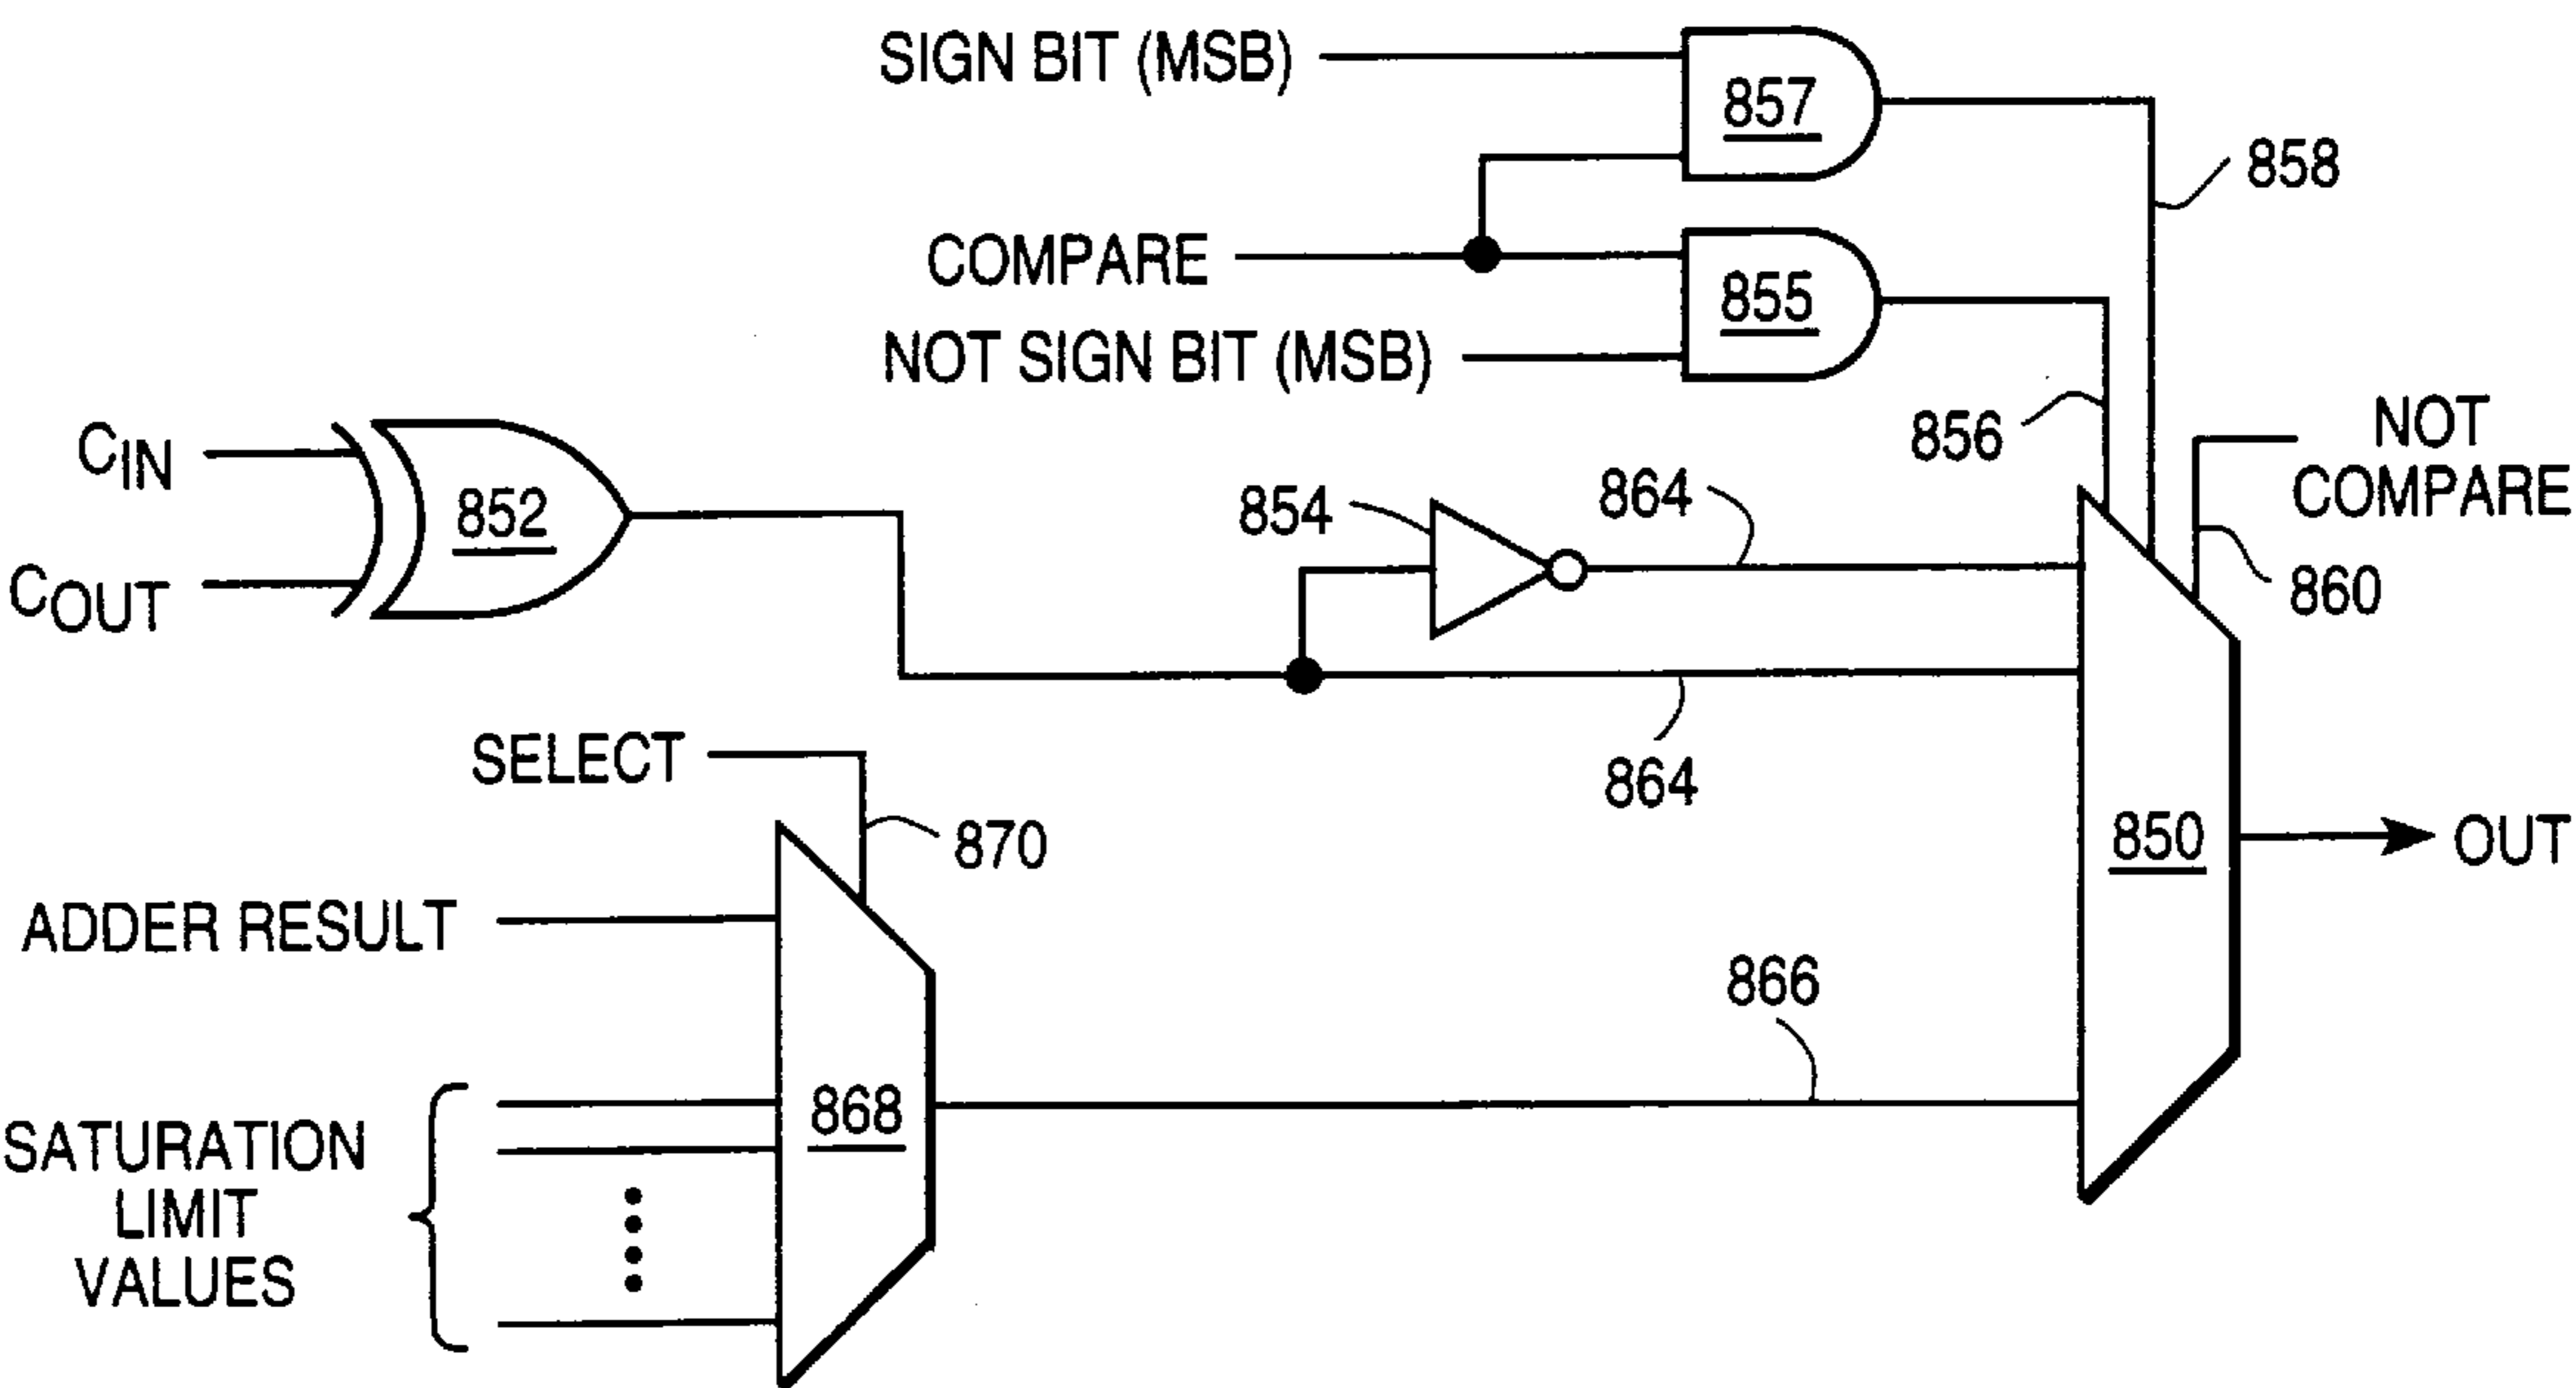 SIGN BIT (MSB)
857
858
COMPARE
855
NOT SIGN BIT (MSB)
856
NOT
COMPARE
CIN
852
COUT
854
864
860
864
SELECT
870
850
OUT
ADDER RESULT
866
868
SATURATION
LIMIT
VALUES